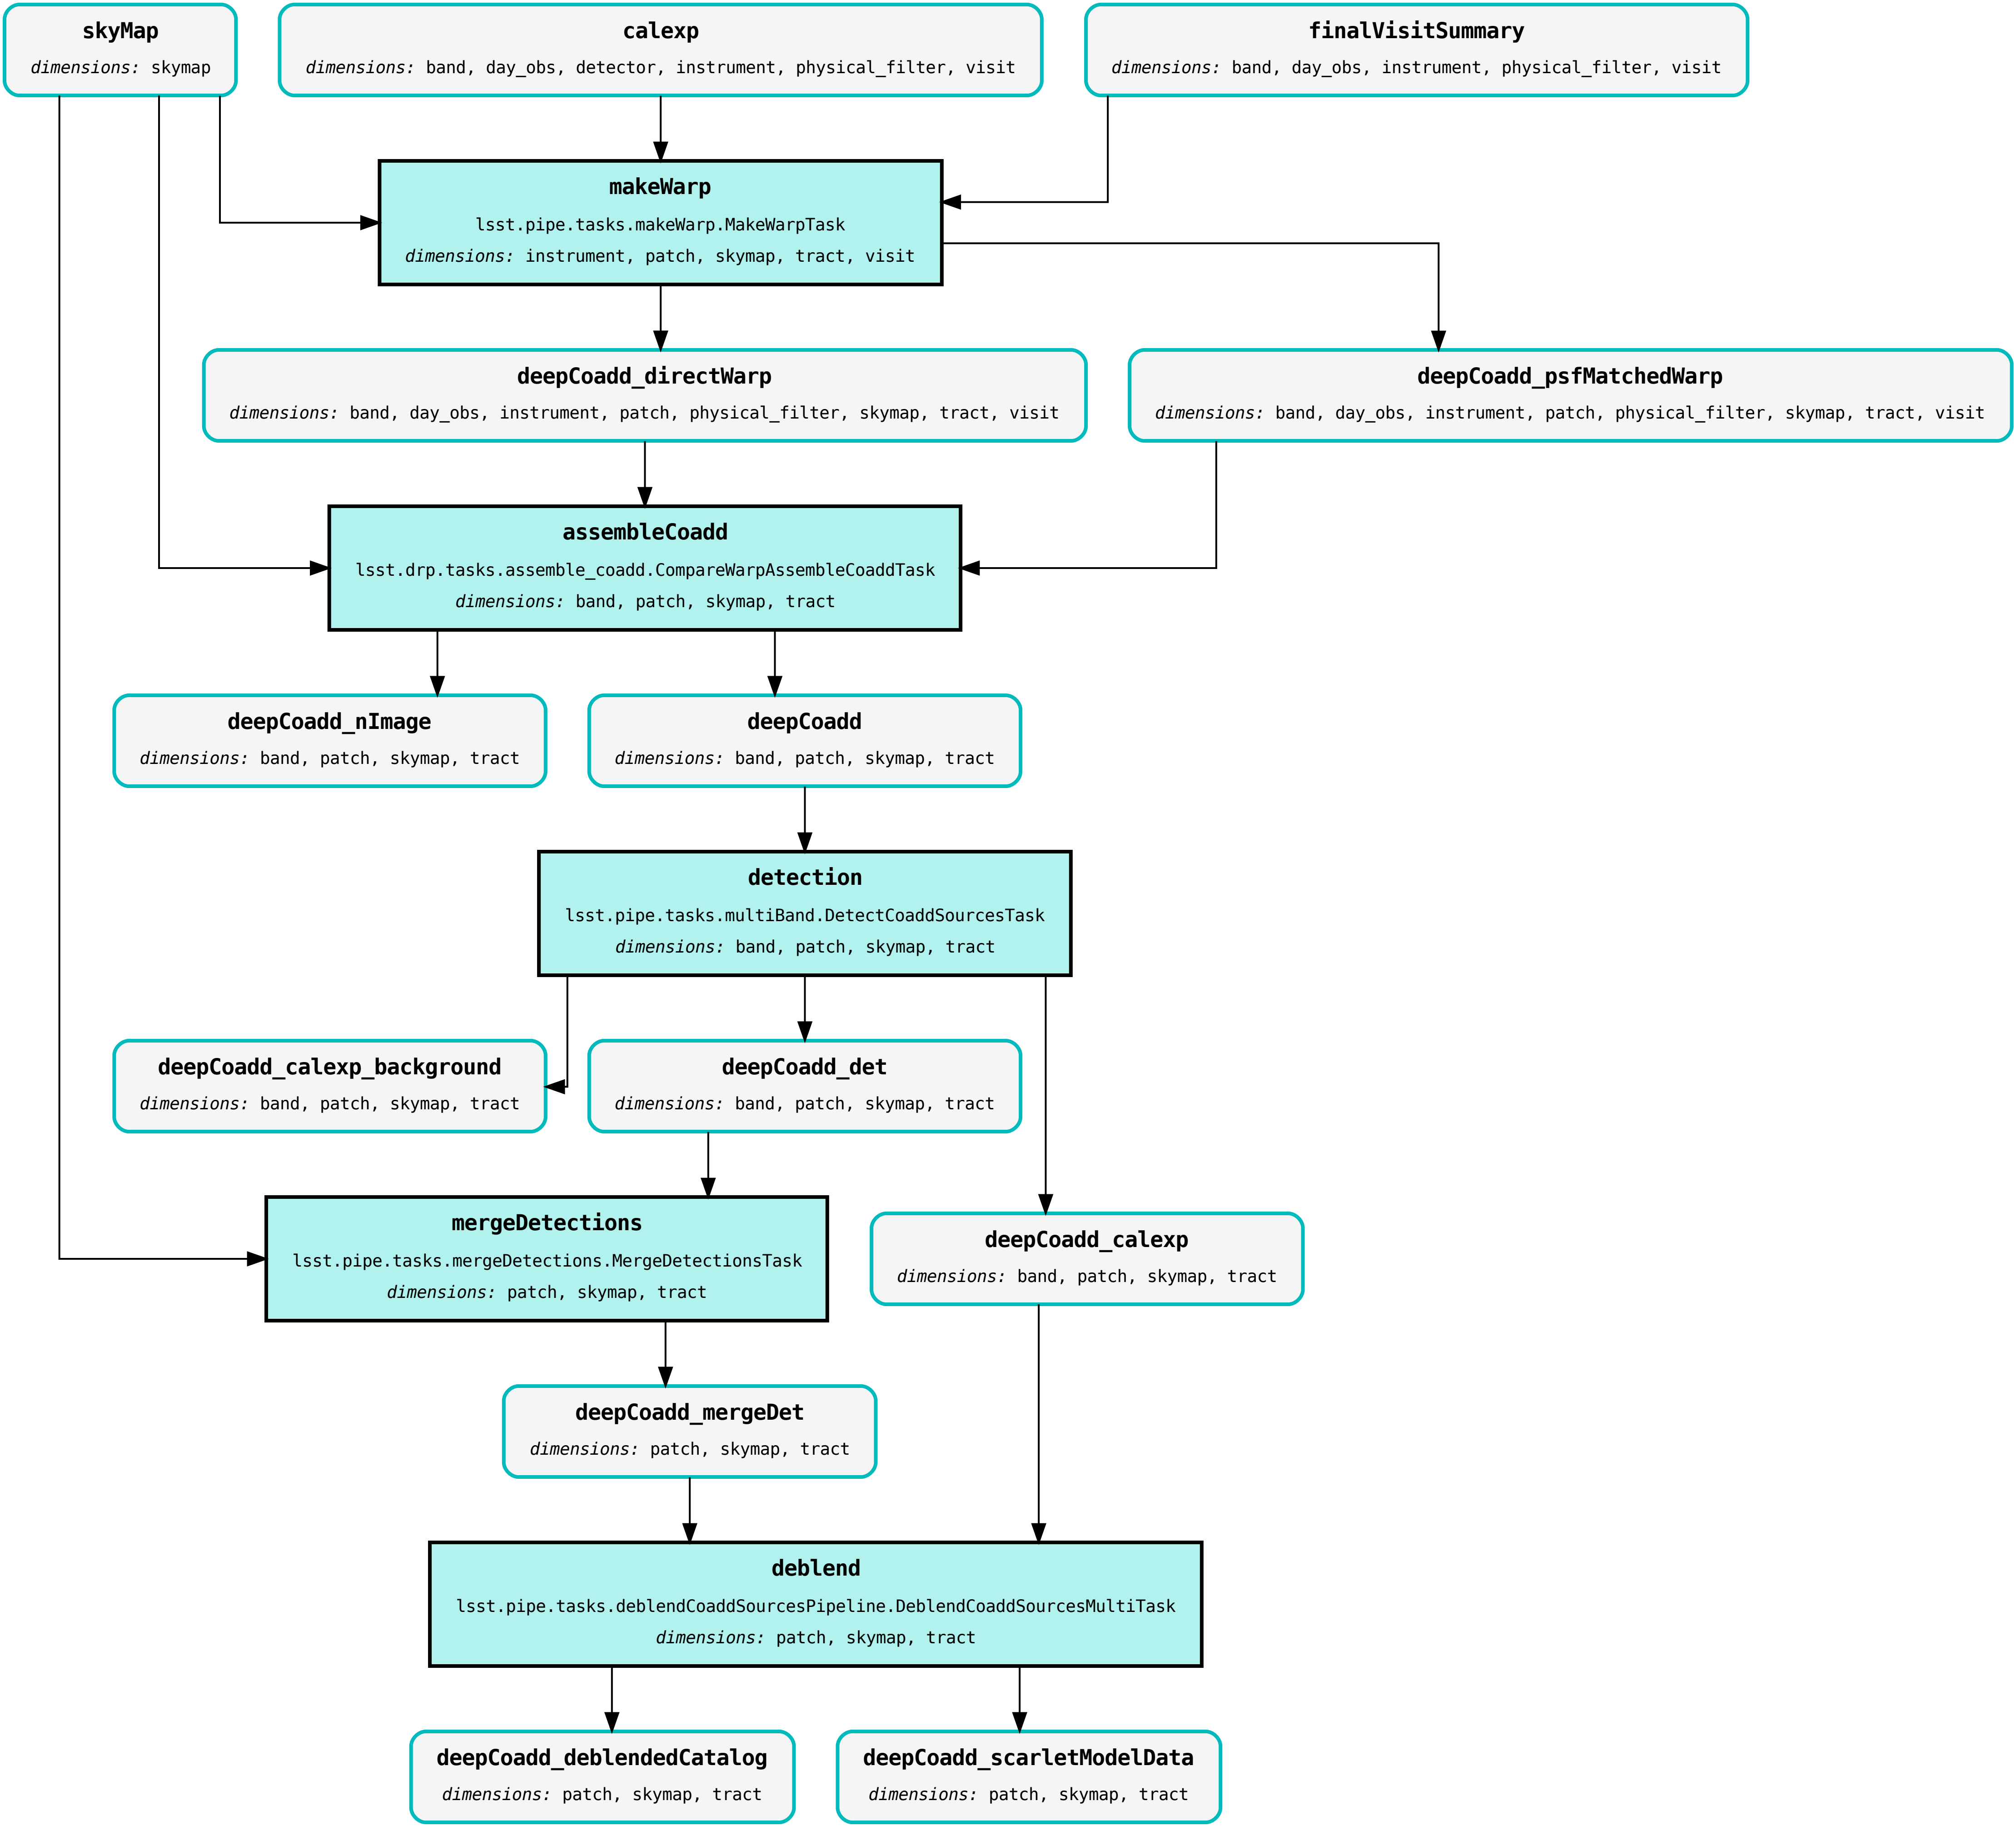 skyMap
dimensions: skymap
calexp
dimensions: band, day_obs, detector, instrument, physical_filter, visit
finalVisitSummary
dimensions: band, day_obs, instrument, physical_filter, visit
makeWarp
lsst.pipe.tasks.makeWarp.MakeWarpTask
dimensions: instrument, patch, skymap, tract, visit
deepCoadd_directWarp
dimensions: band, day_obs, instrument, patch, physical_filter, skymap, tract, visit
deepCoadd_psfMatchedWarp
dimensions: band, day_obs, instrument, patch, physical_filter, skymap, tract, visit
assembleCoadd
lsst.drp.tasks.assemble_coadd.CompareWarpAssembleCoaddTask
dimensions: band, patch, skymap, tract
deepCoadd_nImage
dimensions: band, patch, skymap, tract
deepCoadd
dimensions: band, patch, skymap, tract
detection
lsst.pipe.tasks.multiBand.DetectCoaddSourcesTask
dimensions: band, patch, skymap, tract
deepCoadd_calexp_background
dimensions: band, patch, skymap, tract
deepCoadd_det
dimensions: band, patch, skymap, tract
mergeDetections
lsst.pipe.tasks.mergeDetections.MergeDetectionsTask
dimensions: patch, skymap, tract
deepCoadd_calexp
dimensions: band, patch, skymap, tract
deepCoadd_mergeDet
dimensions: patch, skymap, tract
deblend
lsst.pipe.tasks.deblendCoaddSourcesPipeline.DeblendCoaddSourcesMultiTask
dimensions: patch, skymap, tract
deepCoadd_deblendedCatalog
dimensions: patch, skymap, tract
deepCoadd_scarletModelData
dimensions: patch, skymap, tract